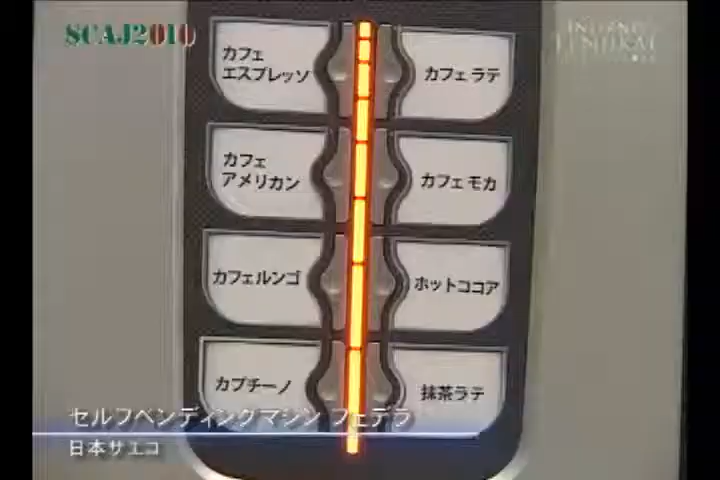 SCAJ2010
カフェ
エスプレッソ
カフェ ラテ
カフェ
アメリカン
カフェ モカ
カフェルンゴ
ホットココア
カプチーノ
抹茶ラテ
セルフベンディングマシン フェデラ
日本サエコ